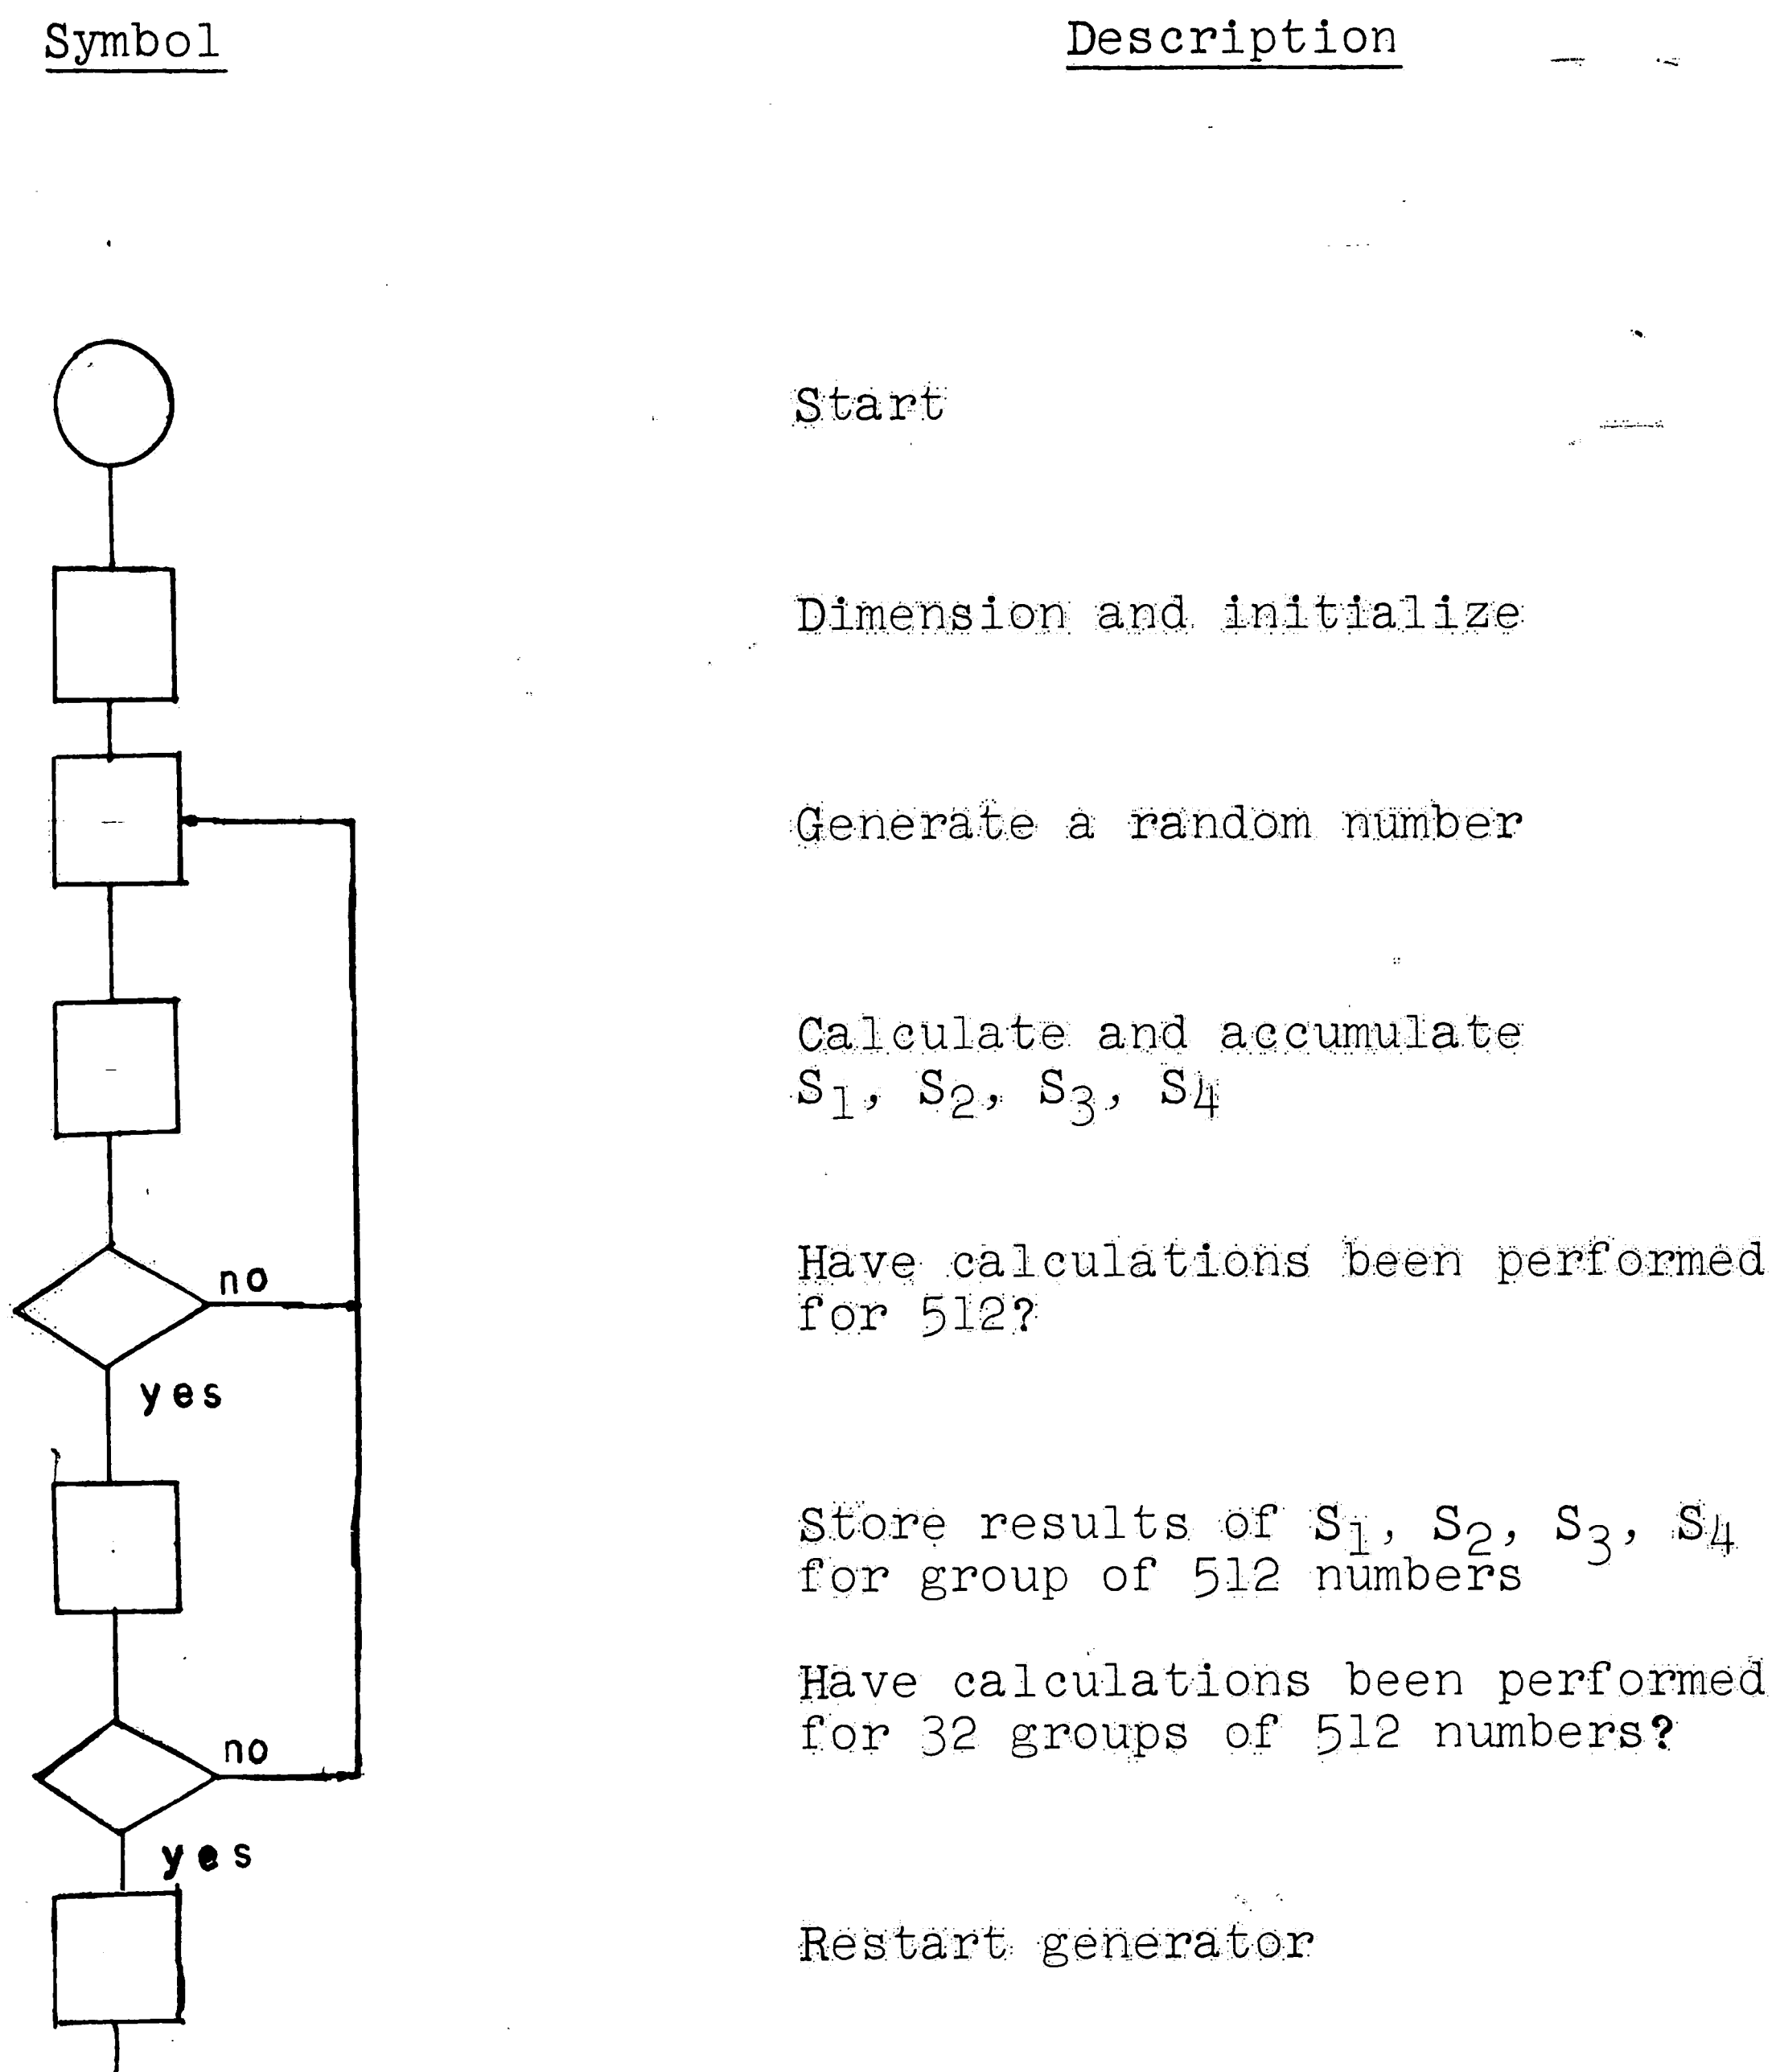 Symbol Description
Start
Dimension and initialize
Generate a random number
Calculate and accumulate
S1, S2, S3, S4
no
Have calculations been performed
for 512?
yes
Store results of S1, S2, S3, S4
for group of 512 numbers
Have calculations been performed
for 32 groups of 512 numbers?
no
yes
Restart generator